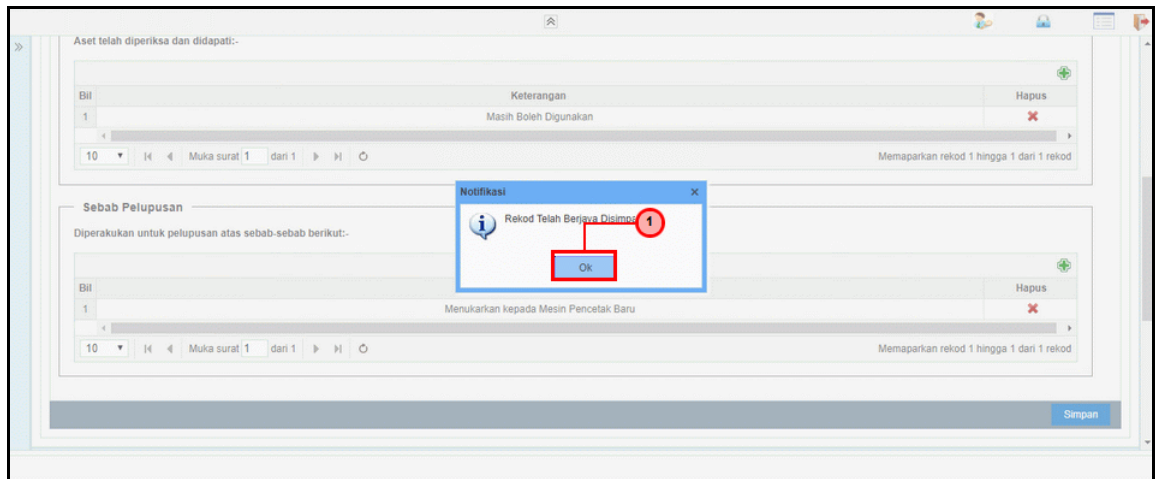 Aset telah diperiksa dan didapati:-
Bil Keterangan Hapus
1 Masih Boleh Digunakan
10 Muka surat 1 dari 1 Memaparkan rekod 1 hingga 1 dari 1 rekod
Notifikasi
Rekod Telah Berjaya
1
Ok
Sebab Pelupusan
Diperakukan untuk pelupusan atas sebab-sebab berikut:-
Bil Hapus
1 Menukarkan kepada Mesin Pencetak Baru
10 Muka surat 1 dari 1 Memaparkan rekod 1 hingga 1 dari 1 rekod
Simpan